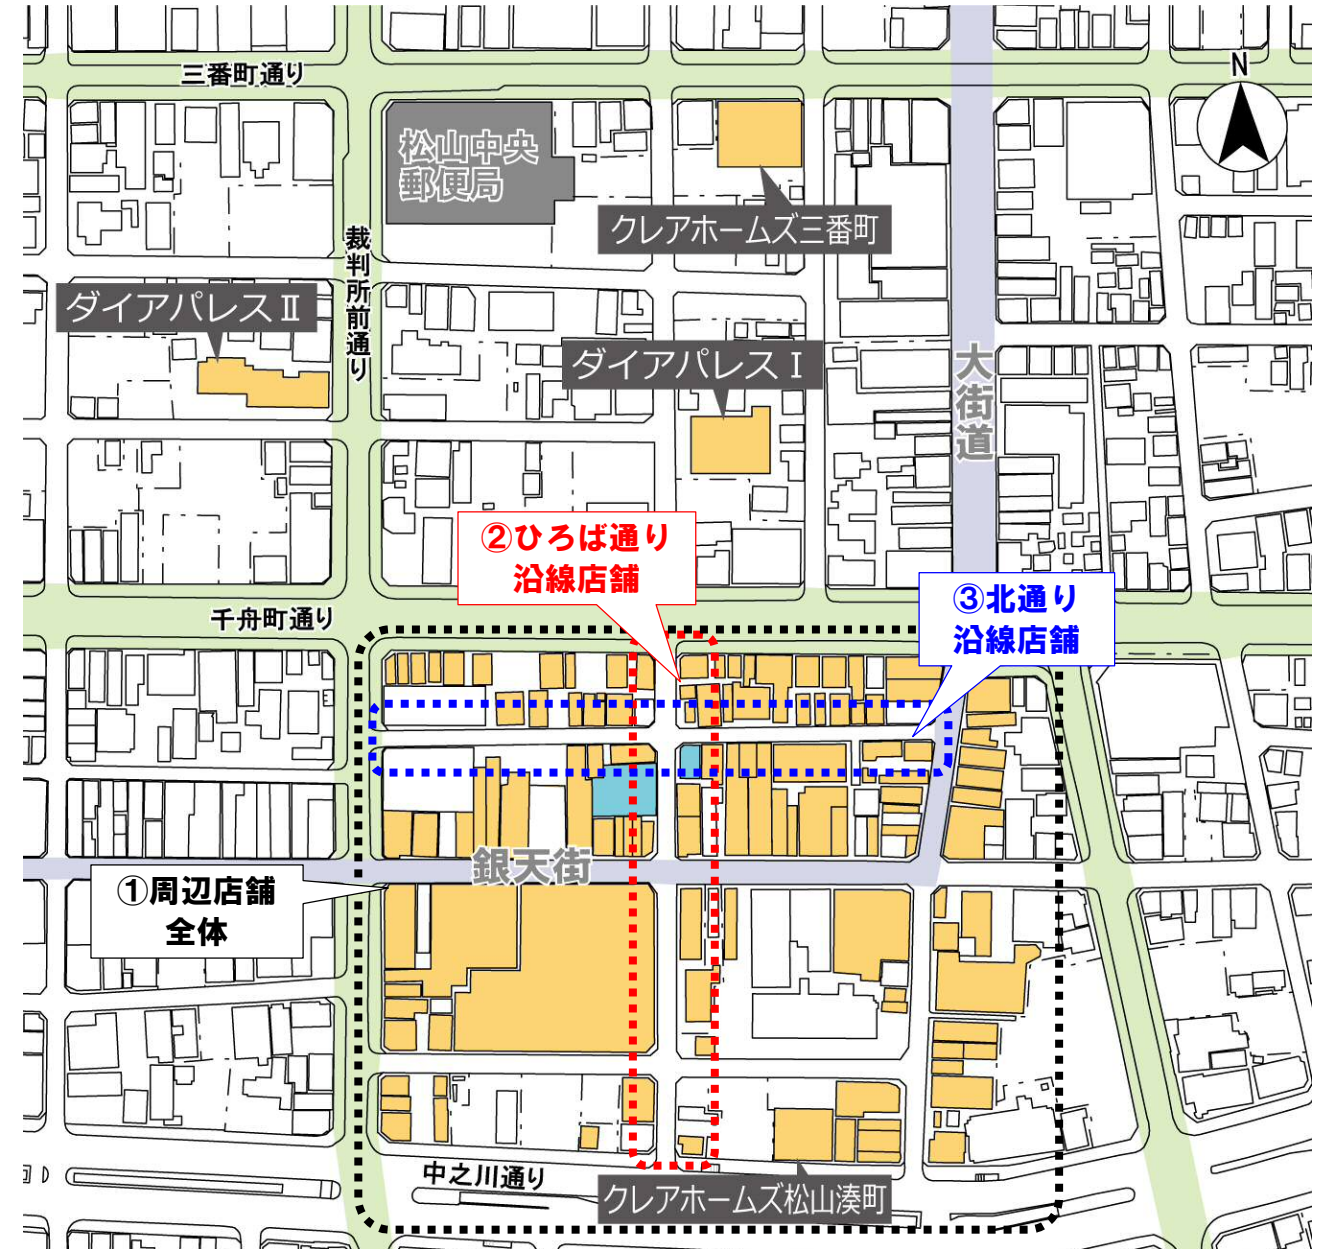 三番町通り
N
松山中央
郵便局
クレアホームズ三番町
裁判所前通り
ダイアパレスⅡ
ダイアパレスⅠ
大街道
②ひろば通り
沿線店舗
③北通り
沿線店舗
千舟町通り
銀天街
①周辺店舗
全体
中之川通り
クレアホームズ松山湊町